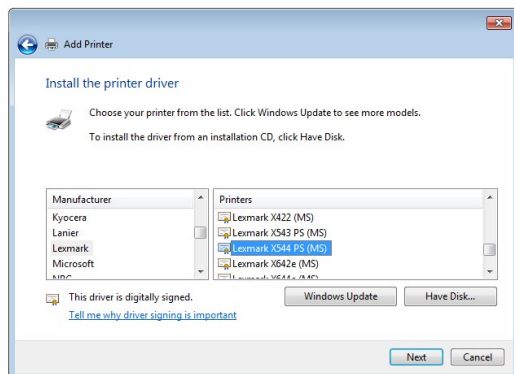 Add Printer
Install the printer driver
Choose your printer from the list. Click Windows Update to see more models.
To install the driver from an installation CD, click Have Disk.
Manufacturer
Kyocera
Lanier
Lexmark
Microsoft
Printers
Lexmark X422 (MS)
Lexmark X543 PS (MS)
Lexmark X544 PS (MS)
Lexmark X642e (MS)
This driver is digitally signed.
Tell me why driver signing is important
Windows Update
Have Disk...
Next
Cancel